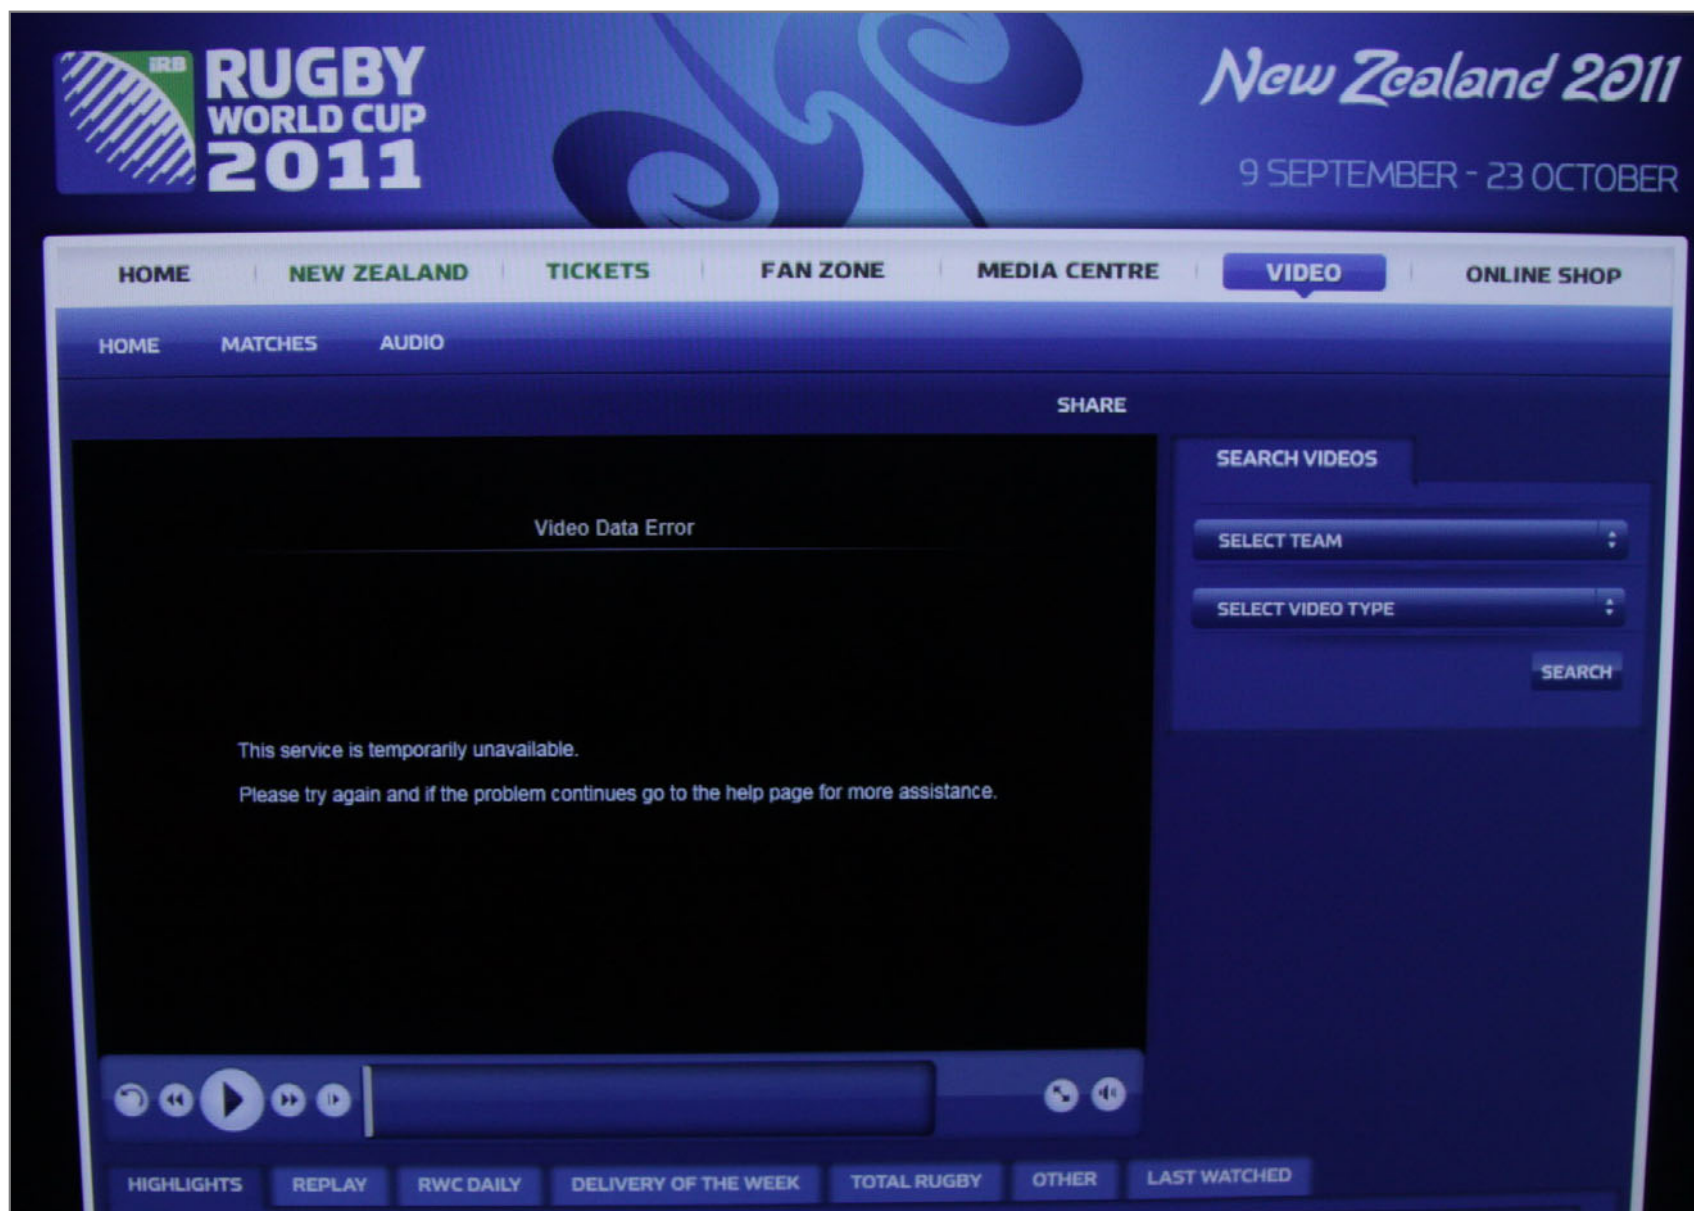 iRB
RUGBY
WORLD CUP
2011
New Zealand 2011
9 SEPTEMBER - 23 OCTOBER
HOME NEW ZEALAND TICKETS FAN ZONE MEDIA CENTRE VIDEO ONLINE SHOP
HOME MATCHES AUDIO
SHARE
SEARCH VIDEOS
Video Data Error
SELECT TEAM
SELECT VIDEO TYPE
SEARCH
This service is temporarily unavailable.
Please try again and if the problem continues go to the help page for more assistance.
HIGHLIGHTS REPLAY RWC DAILY DELIVERY OF THE WEEK TOTAL RUGBY OTHER LAST WATCHED